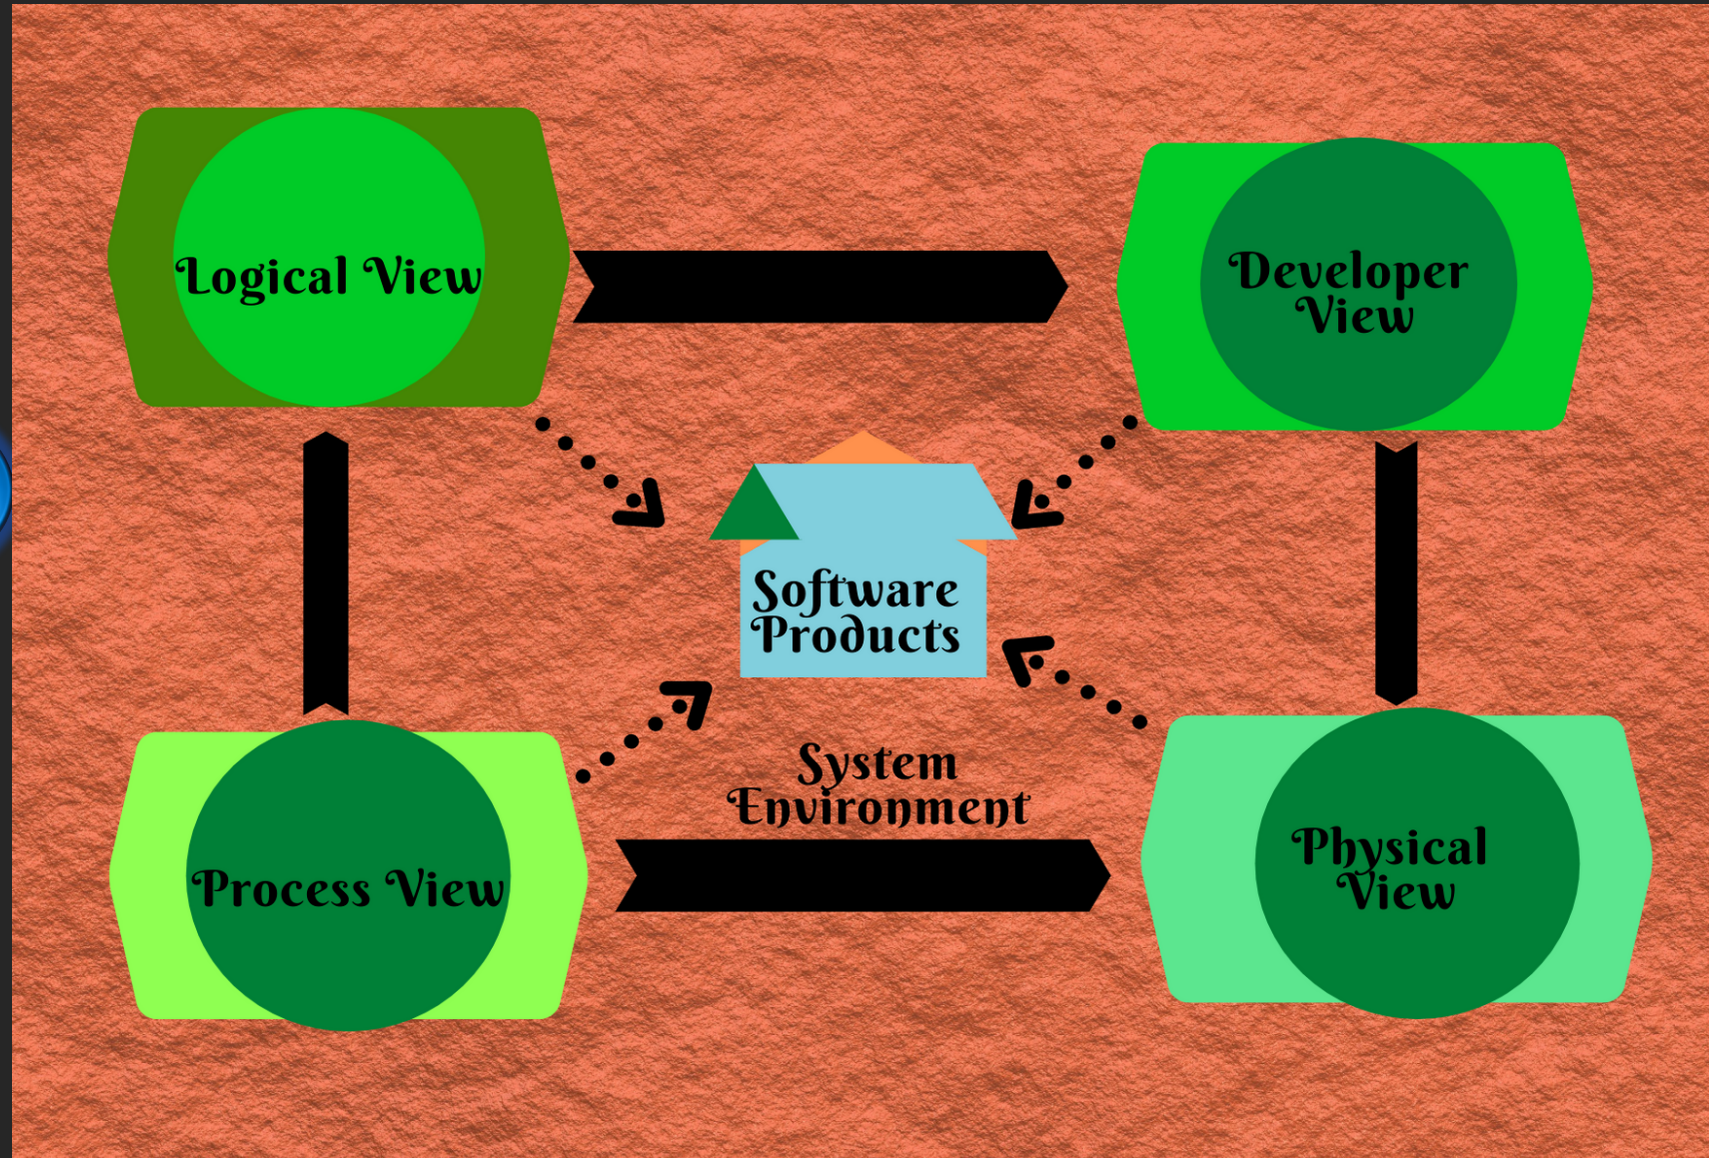 Logical View
Developer
View
Software
Products
System
Environment
Process View
Physical
View